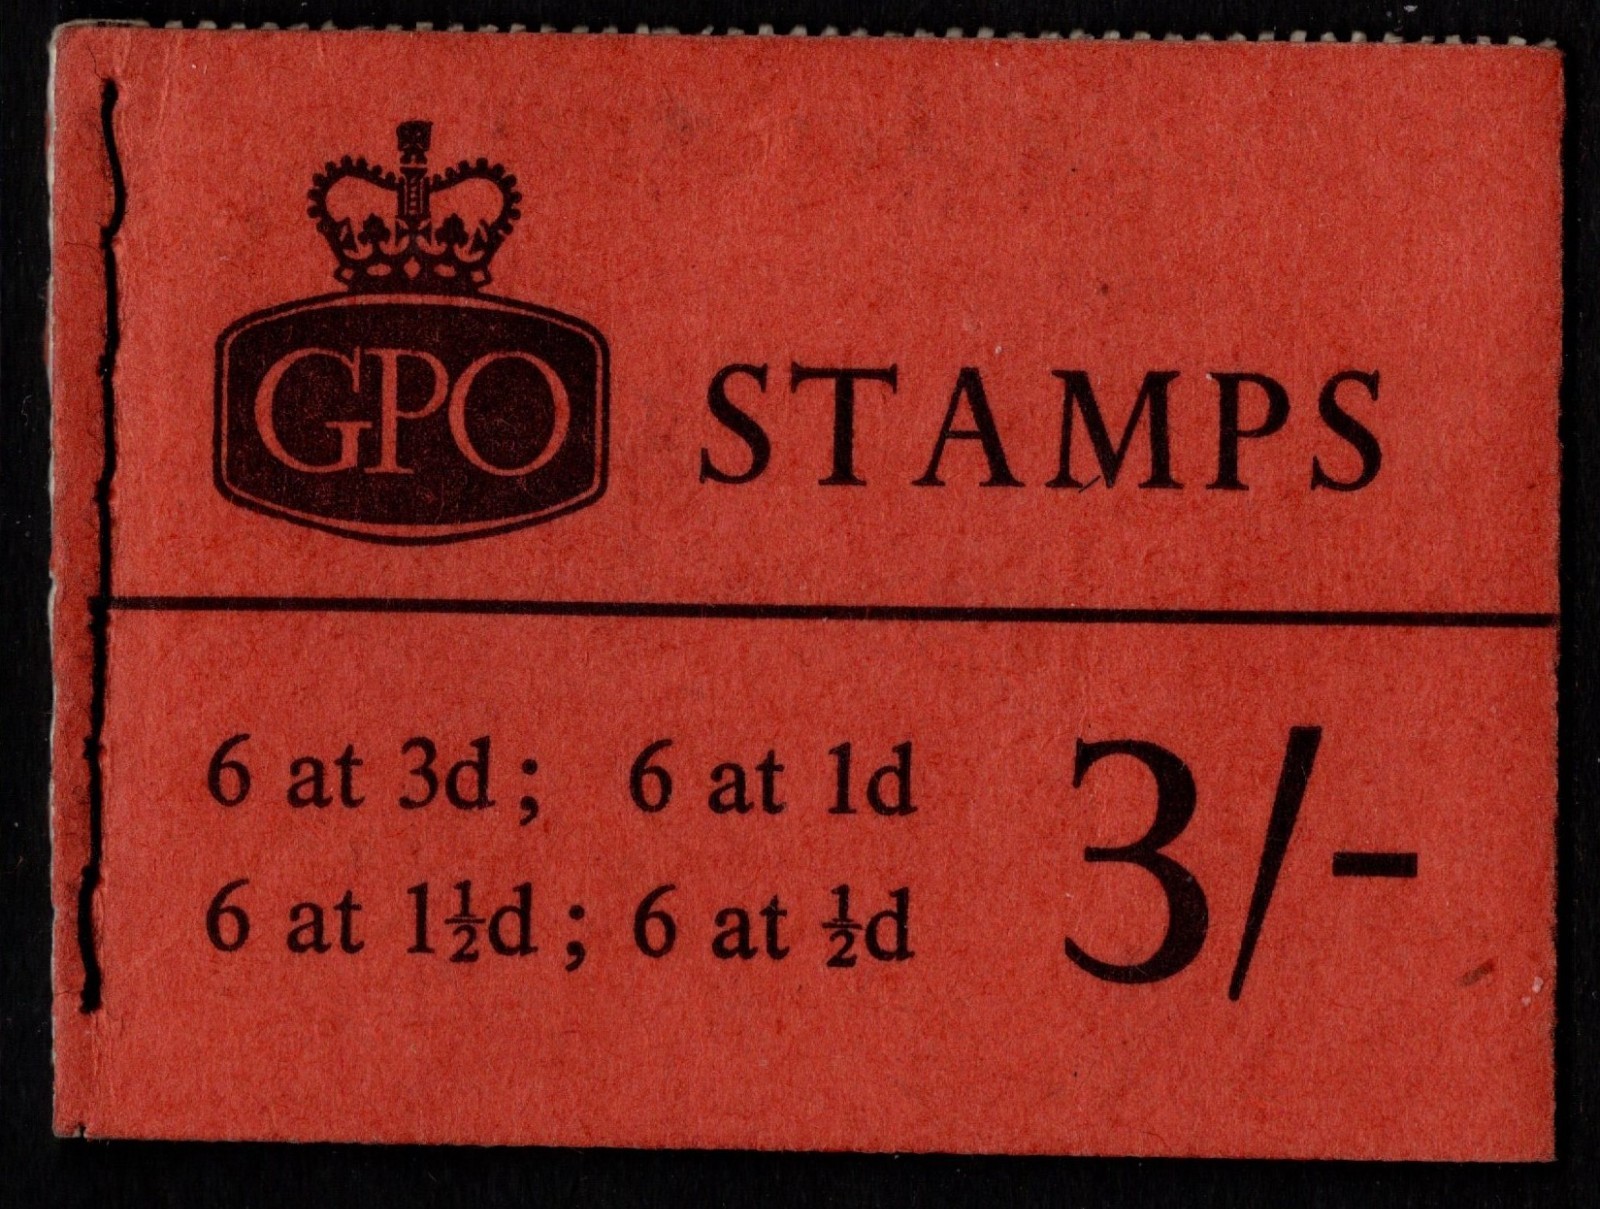 GPO STAMPS
6 at 3d; 6 at 1d
6 at 1½d; 6 at ½d
3/-